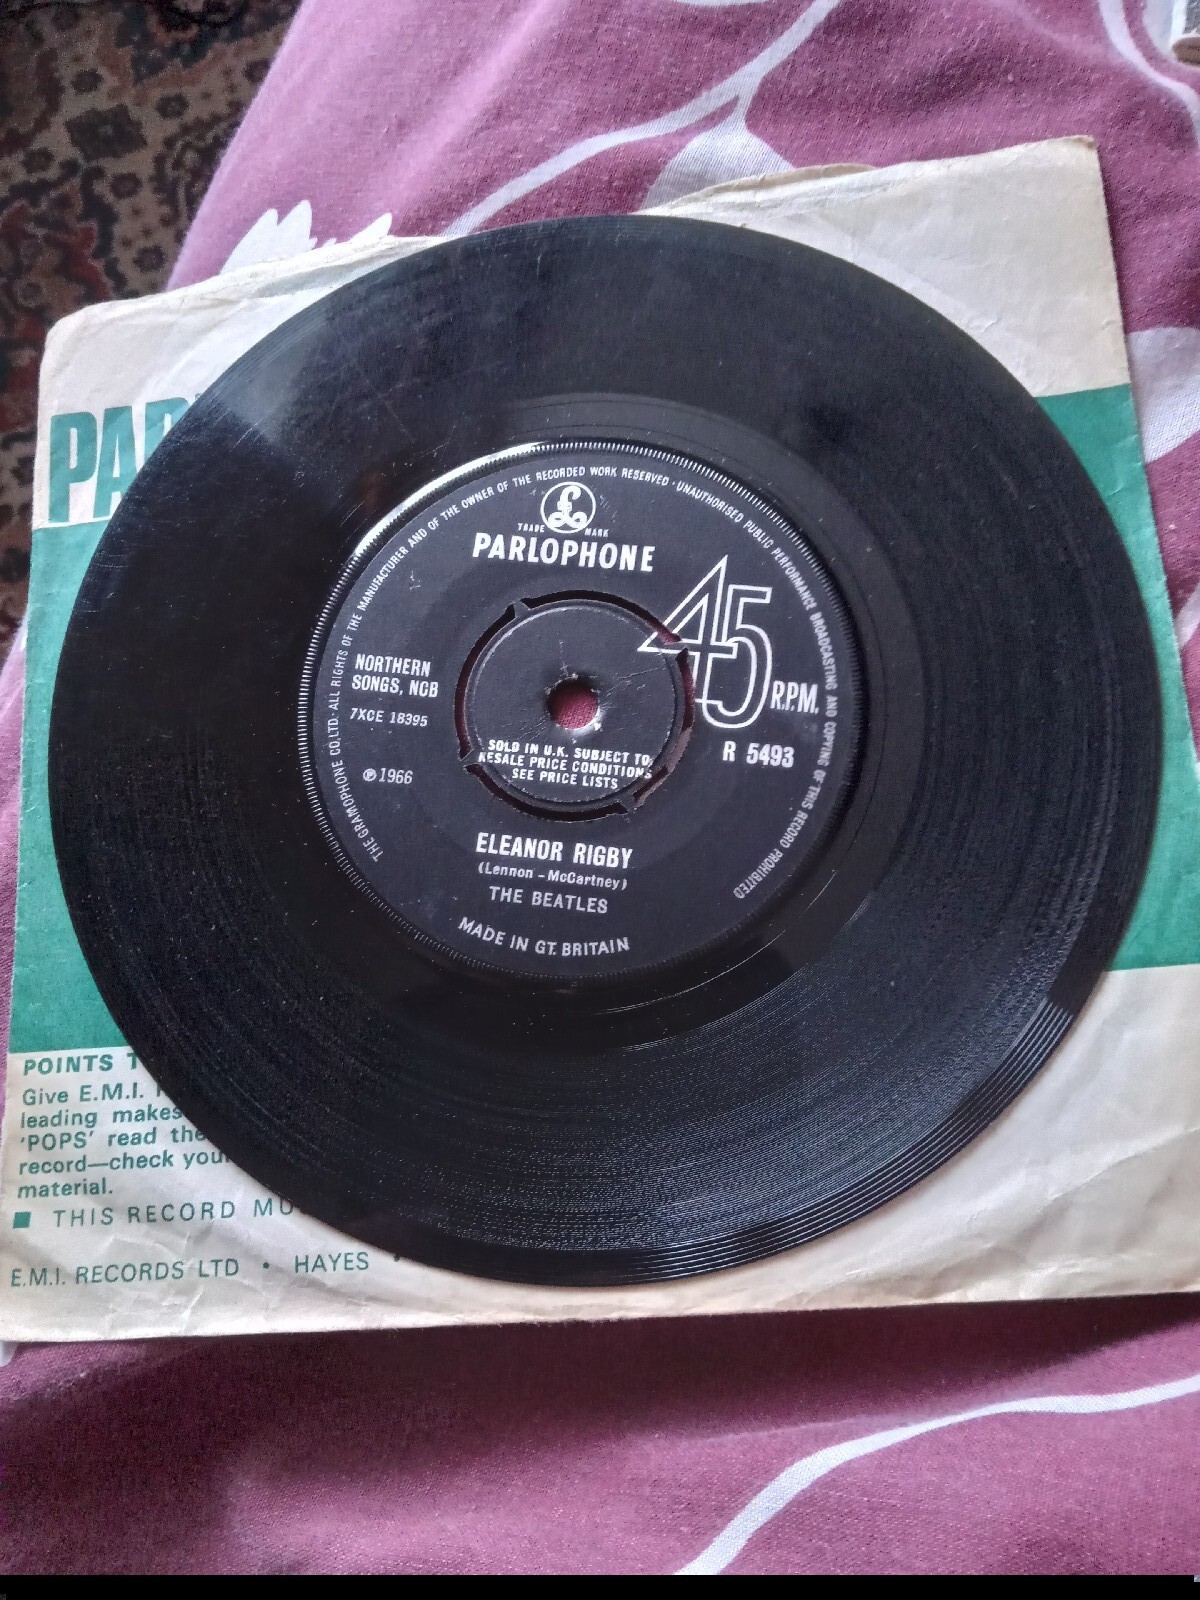 PAR
THE GRAMOPHONE CO. LTD · ALL RIGHTS OF THE MANUFACTURER AND OF THE OWNER OF THE RECORDED WORK RESERVED · UNAUTHORISED PUBLIC PERFORMANCE BROADCASTING AND COPYING OF THIS RECORD PROHIBITED
£
TRADE MARK
PARLOPHONE
45
R.P.M.
R 5493
NORTHERN
SONGS, NCB
7XCE 18395
℗1966
SOLD IN U.K. SUBJECT TO
RESALE PRICE CONDITIONS
SEE PRICE LISTS
ELEANOR RIGBY
(Lennon - McCartney)
THE BEATLES
MADE IN GT. BRITAIN
POINTS T
Give E.M.I.
leading makes
'POPS' read the
record—check you
material.
■ THIS RECORD MU
E.M.I. RECORDS LTD • HAYES •